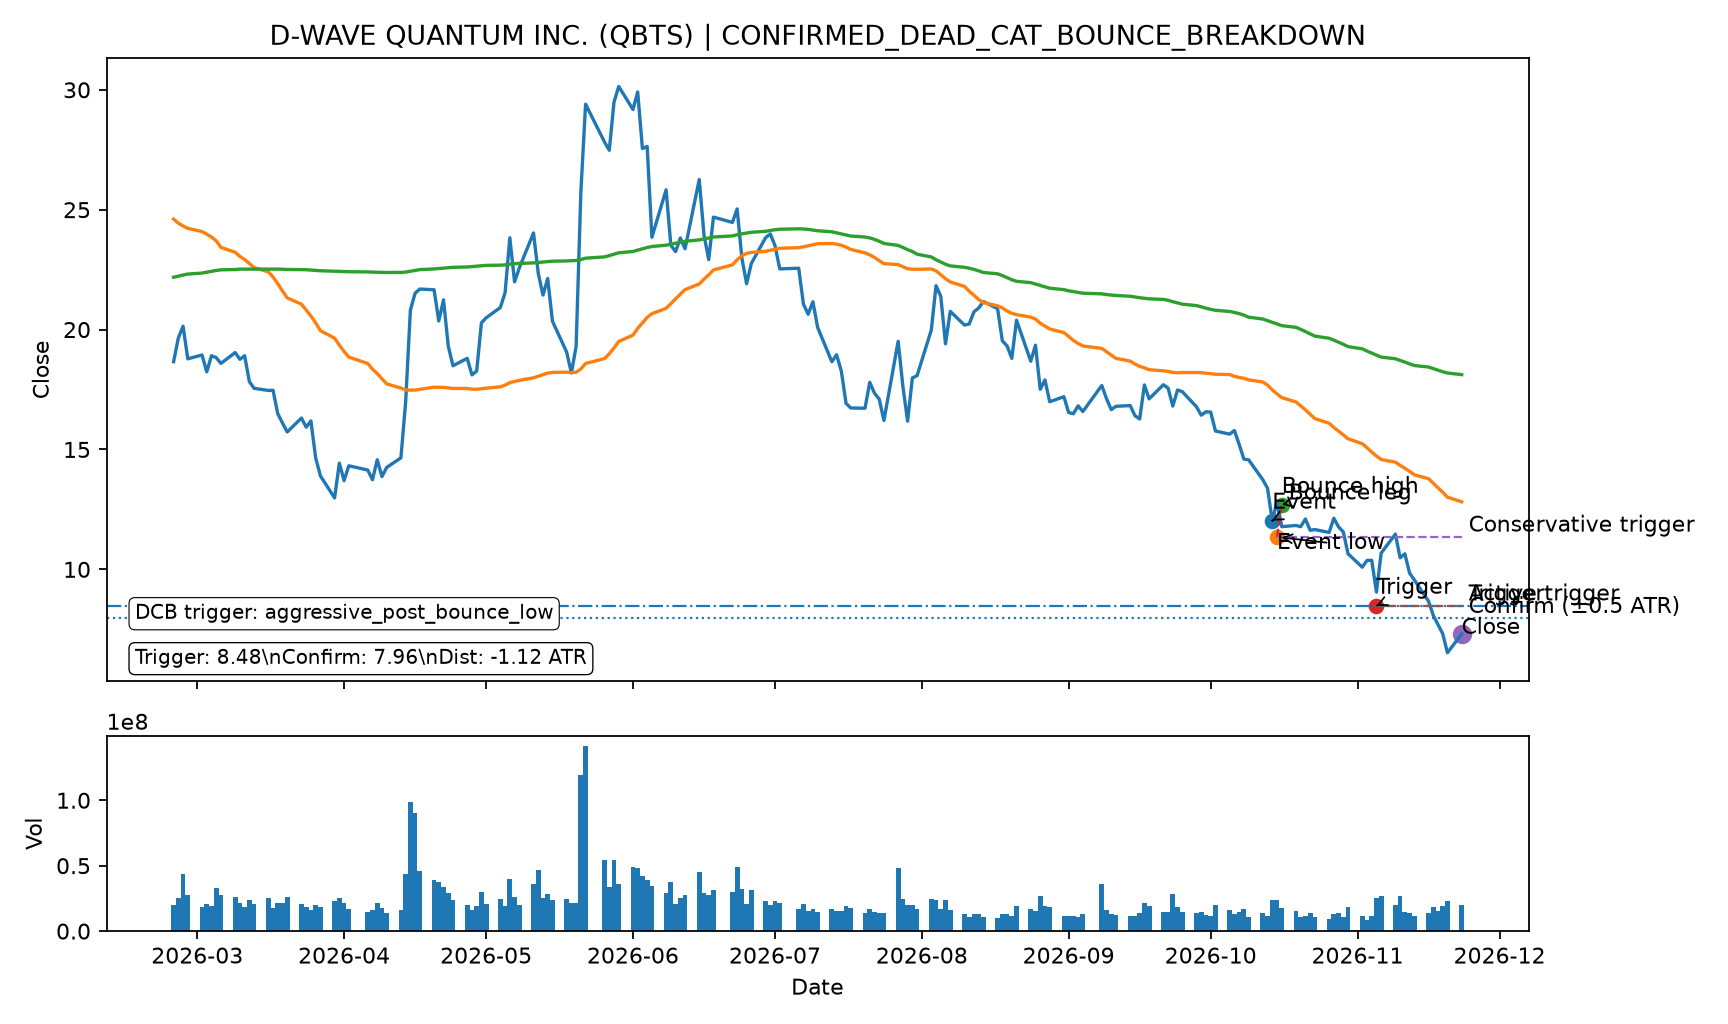 D-WAVE QUANTUM INC. (QBTS) | CONFIRMED_DEAD_CAT_BOUNCE_BREAKDOWN
Close
30
25
20
15
10
Bounce high
Bounce leg
Event
Event low
Conservative trigger
Trigger
Trigger
Active trigger
Confirm (±0.5 ATR)
Close
DCB trigger: aggressive_post_bounce_low
Trigger: 8.48\nConfirm: 7.96\nDist: -1.12 ATR
1e8
Vol
1.0
0.5
0.0
2026-03
2026-04
2026-05
2026-06
2026-07
2026-08
2026-09
2026-10
2026-11
2026-12
Date